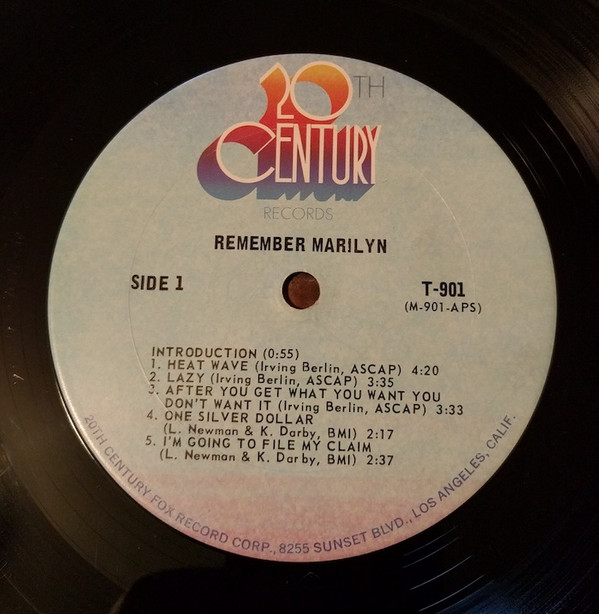 20TH
CENTURY
RECORDS
REMEMBER MARILYN
SIDE 1
T-901
(M-901-APS)
INTRODUCTION (0:55)
1. HEAT WAVE (Irving Berlin, ASCAP) 4:20
2. LAZY (Irving Berlin, ASCAP) 3:35
3. AFTER YOU GET WHAT YOU WANT YOU
DON'T WANT IT (Irving Berlin, ASCAP) 3:33
4. ONE SILVER DOLLAR
(L. Newman & K. Darby, BMI) 2:17
5. I'M GOING TO FILE MY CLAIM
(L. Newman & K. Darby, BMI) 2:37
20TH CENTURY FOX RECORD CORP., 8255 SUNSET BLVD., LOS ANGELES, CALIF.